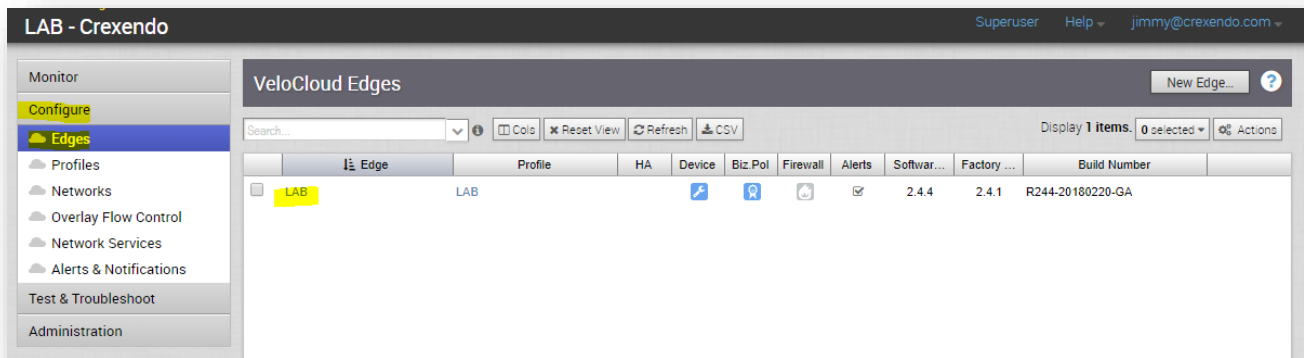 LAB - Crexendo
Superuser Help jimmy@crexendo.com
Monitor
Configure
Edges
Profiles
Networks
Overlay Flow Control
Network Services
Alerts & Notifications
Test & Troubleshoot
Administration
VeloCloud Edges
New Edge... ?
Search... Cols Reset View Refresh CSV Display 1 items. 0 selected Actions
Edge Profile HA Device Biz.Pol Firewall Alerts Softwar... Factory ... Build Number
LAB LAB 2.4.4 2.4.1 R244-20180220-GA